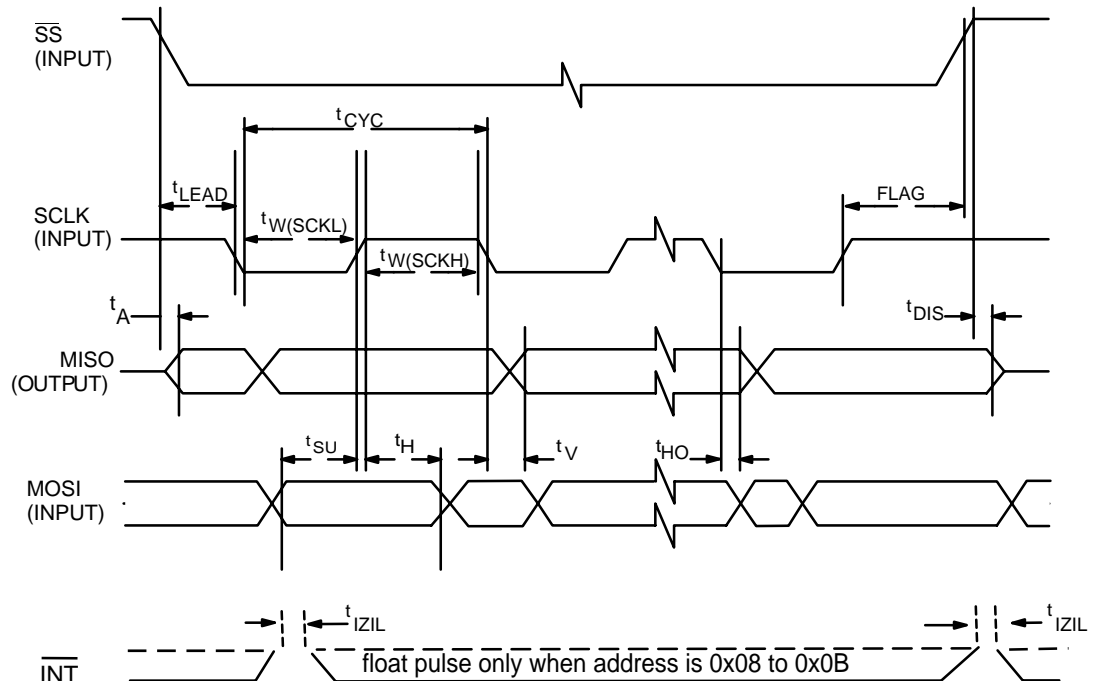 SS
(INPUT)
tCYC
tLEAD
FLAG
SCLK
(INPUT)
tW(SCKL)
tW(SCKH)
tA
tDIS
MISO
(OUTPUT)
tSU
tH
tV
tHO
MOSI
(INPUT)
tIZIL
tIZIL
INT
float pulse only when address is 0x08 to 0x0B